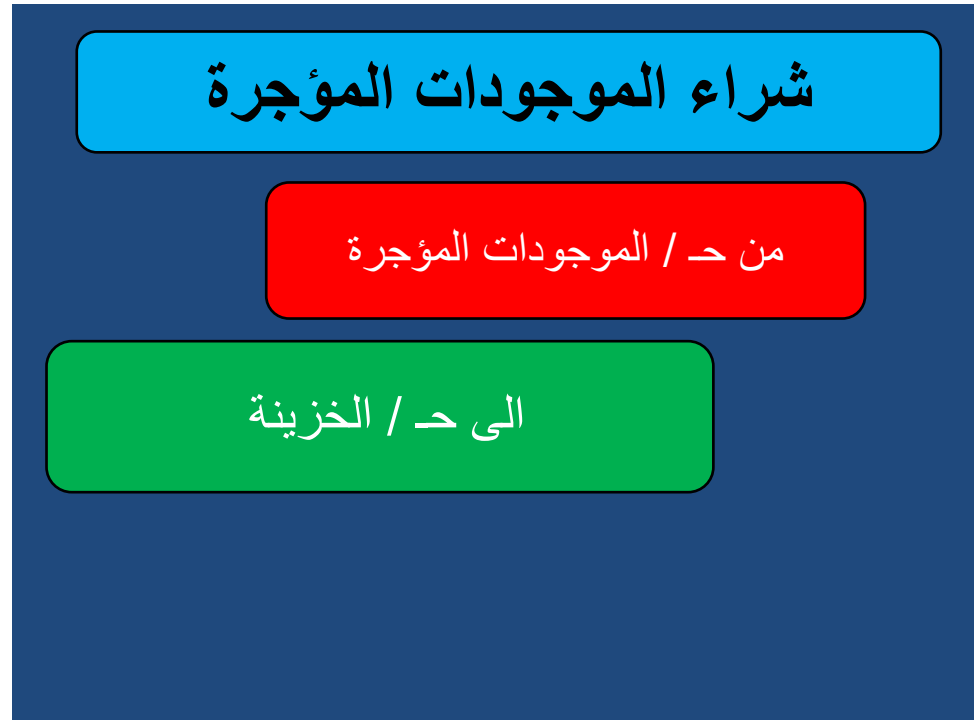 شراء الموجودات المؤجرة
من حـ / الموجودات المؤجرة
الى حـ / الخزينة